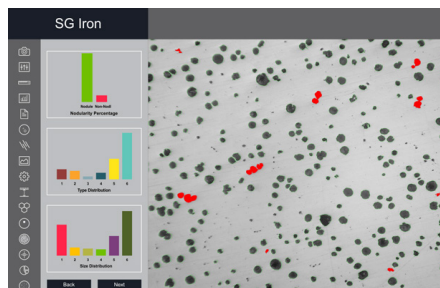 SG Iron
Nodule Non-Nodl
Nodularity Percentage
1 2 3 4 5 6
Type Distribution
1 2 3 4 5 6
Size Distribution
Back Next